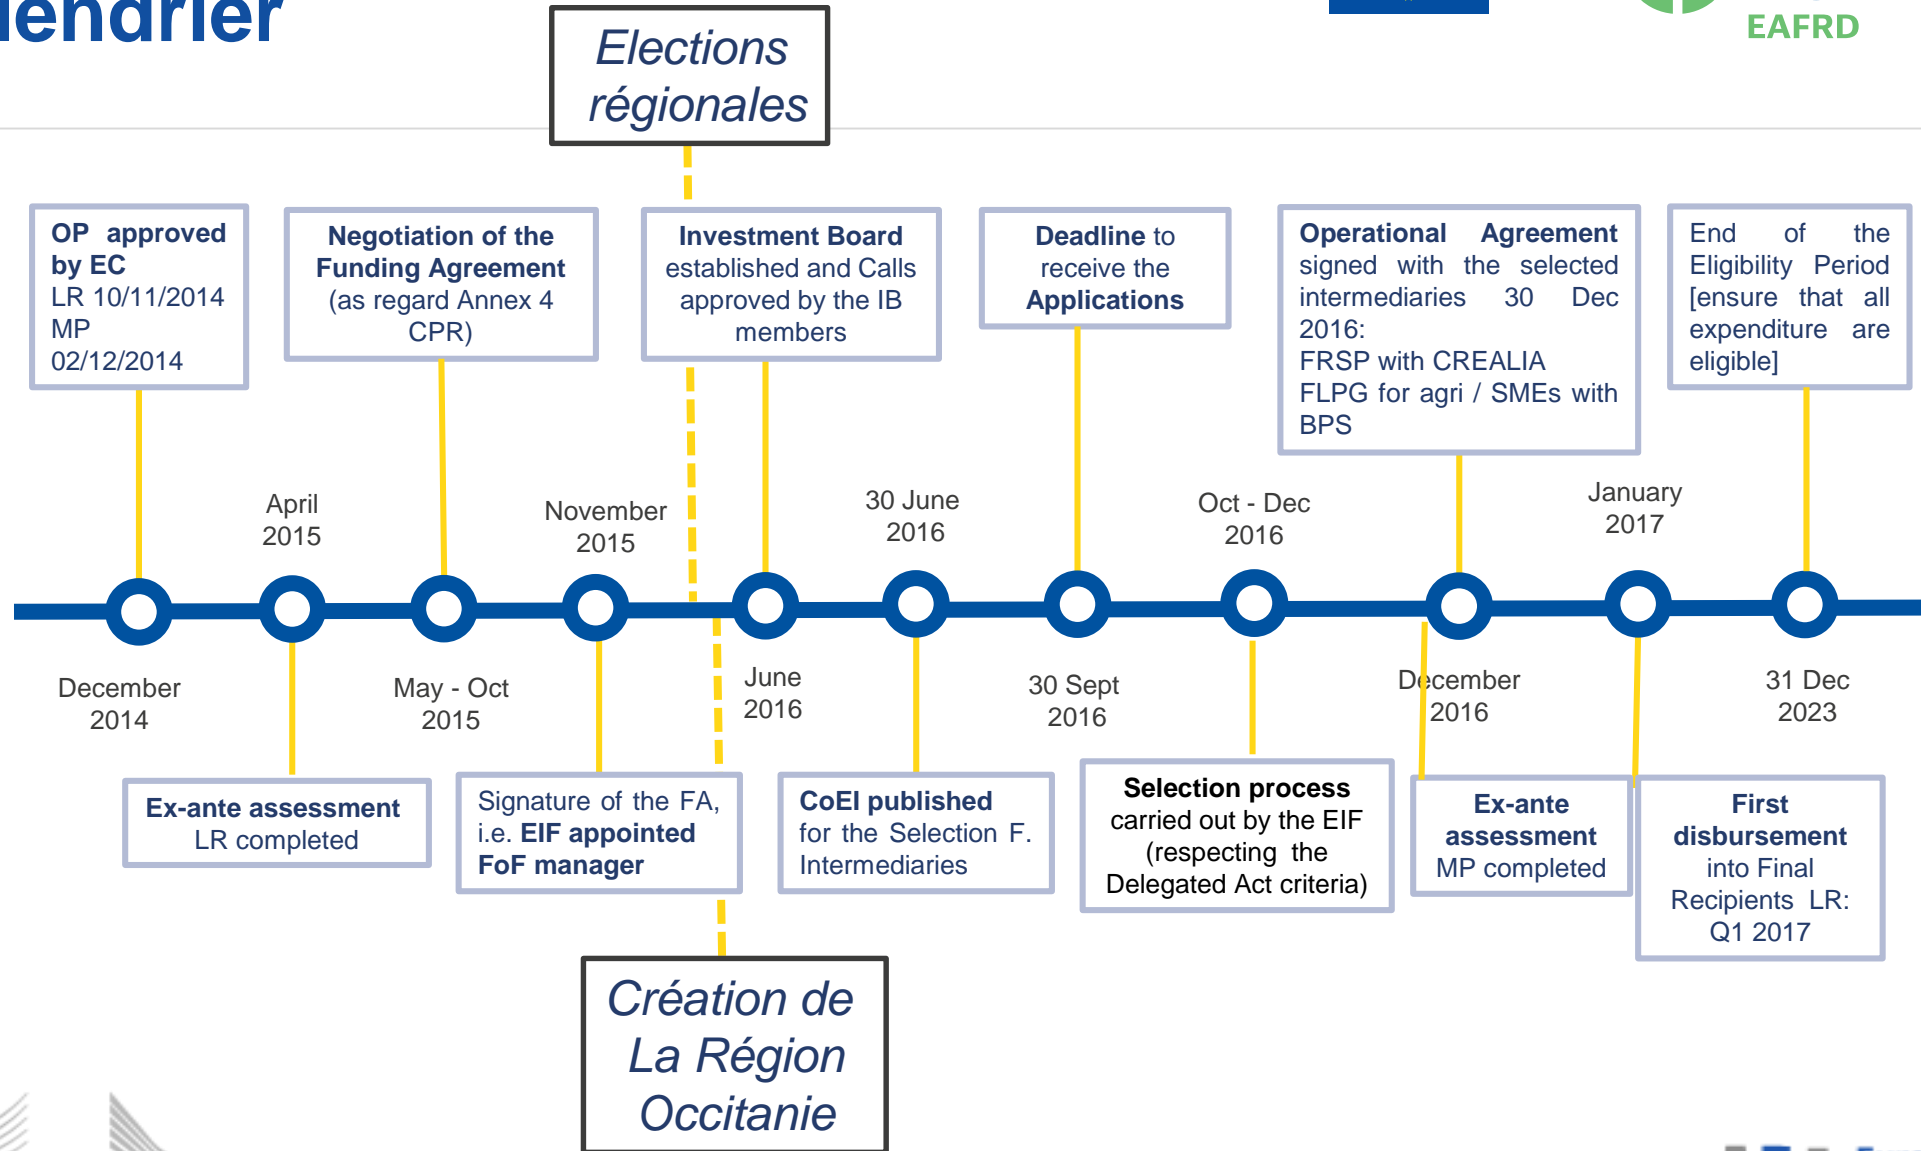 lendrier
EAFRD
Elections
régionales
OP approved
by EC
LR 10/11/2014
MP
02/12/2014
Negotiation of the
Funding Agreement
(as regard Annex 4
CPR)
Investment Board
established and Calls
approved by the IB
members
Deadline to
receive the
Applications
Operational Agreement
signed with the selected
intermediaries 30 Dec
2016:
FRSP with CREALIA
FLPG for agri / SMEs with
BPS
End of the
Eligibility Period
[ensure that all
expenditure are
eligible]
April
2015
November
2015
30 June
2016
Oct - Dec
2016
January
2017
December
2014
May - Oct
2015
June
2016
30 Sept
2016
December
2016
31 Dec
2023
Ex-ante assessment
LR completed
Signature of the FA,
i.e. EIF appointed
FoF manager
CoEI published
for the Selection F.
Intermediaries
Selection process
carried out by the EIF
(respecting the
Delegated Act criteria)
Ex-ante
assessment
MP completed
First
disbursement
into Final
Recipients LR:
Q1 2017
Création de
La Région
Occitanie